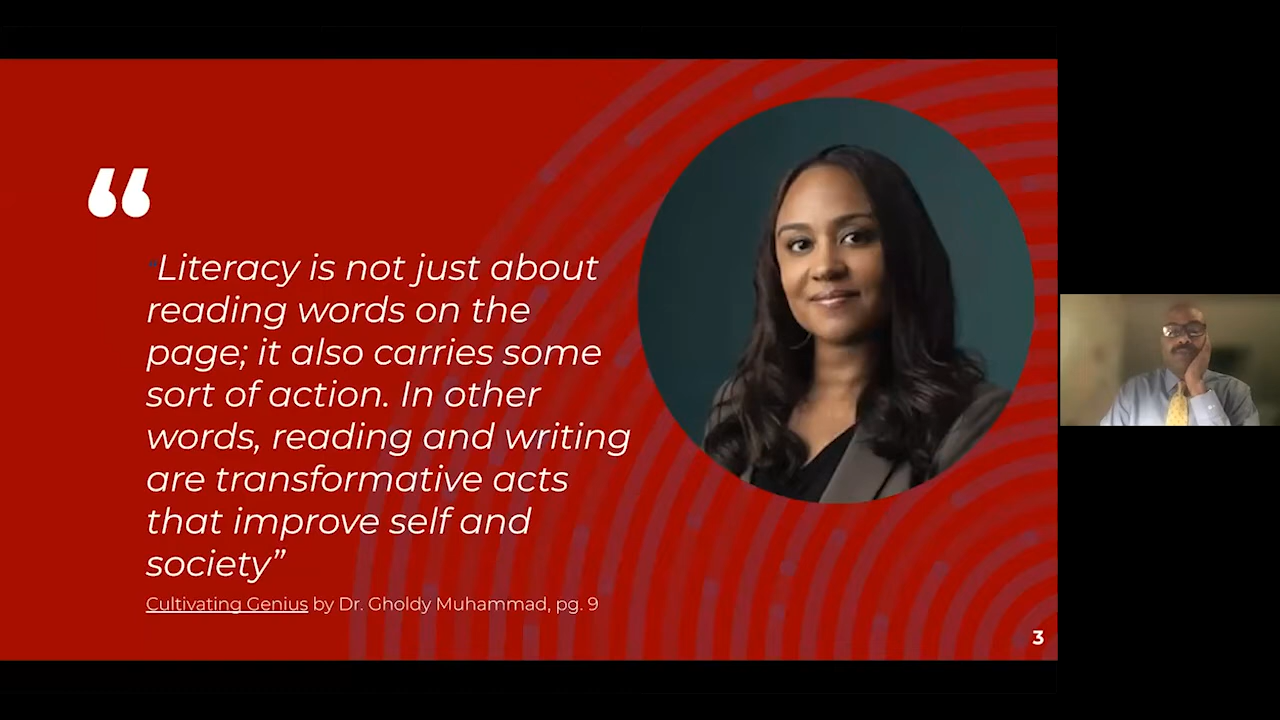 “
"Literacy is not just about
reading words on the
page; it also carries some
sort of action. In other
words, reading and writing
are transformative acts
that improve self and
society”
Cultivating Genius by Dr. Gholdy Muhammad, pg. 9
3